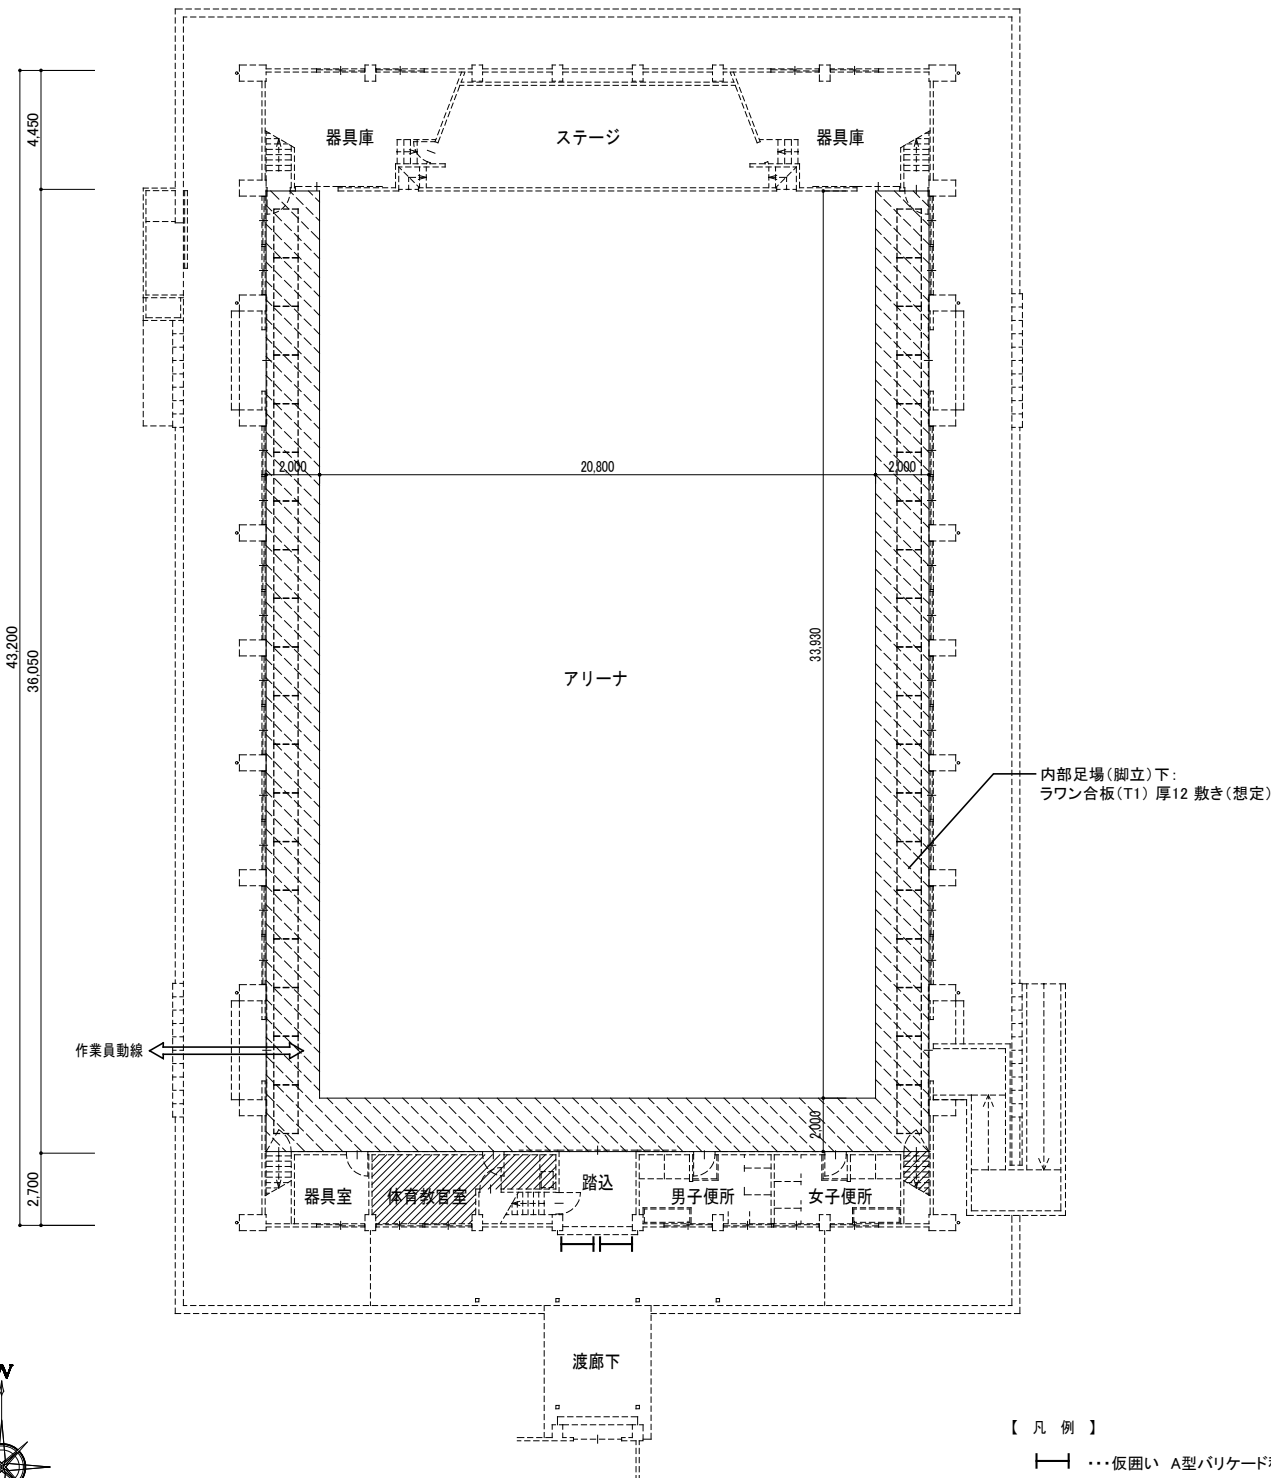 4,450
器具庫
ステージ
器具庫
2,000
20,800
2,000
43,200
36,050
33,930
アリーナ
内部足場(脚立)下:
ラワン合板(T1) 厚12 敷き(想定)
作業員動線
2,000
2,700
器具室
体育教官室
踏込
男子便所
女子便所
渡廊下
【 凡 例 】
・・・仮囲い A型バリケード